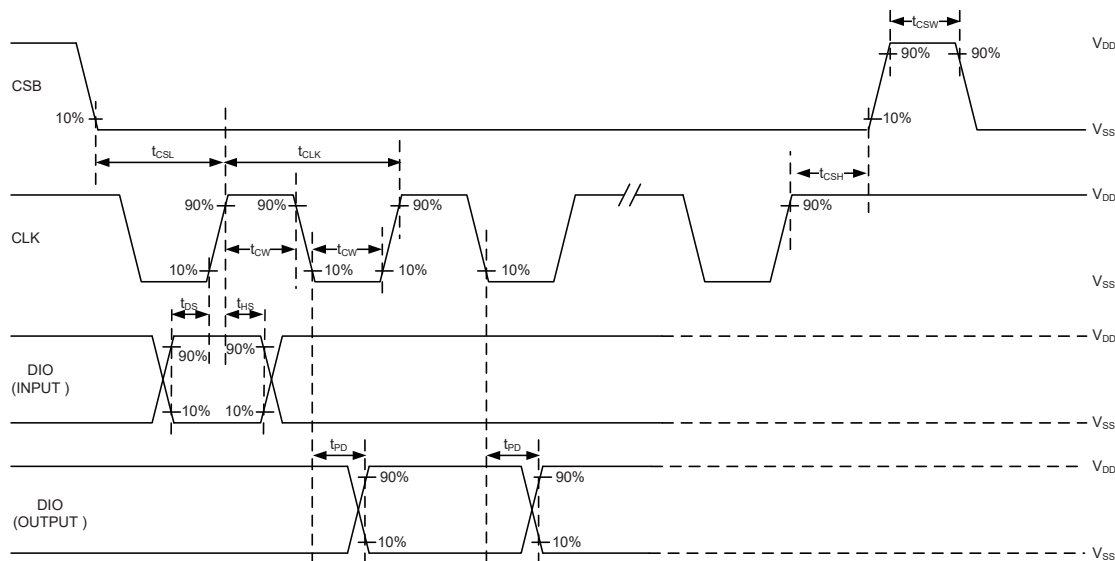 tCSW
VDD
90%
90%
CSB
10%
10%
VSS
tCSL
tCLK
tCSH
VDD
90%
90%
90%
90%
CLK
tCW
tCW
10%
10%
10%
10%
VSS
tDS
tHS
VDD
90%
90%
DIO
(INPUT )
10%
10%
VSS
tPD
tPD
VDD
90%
90%
DIO
(OUTPUT )
10%
10%
VSS